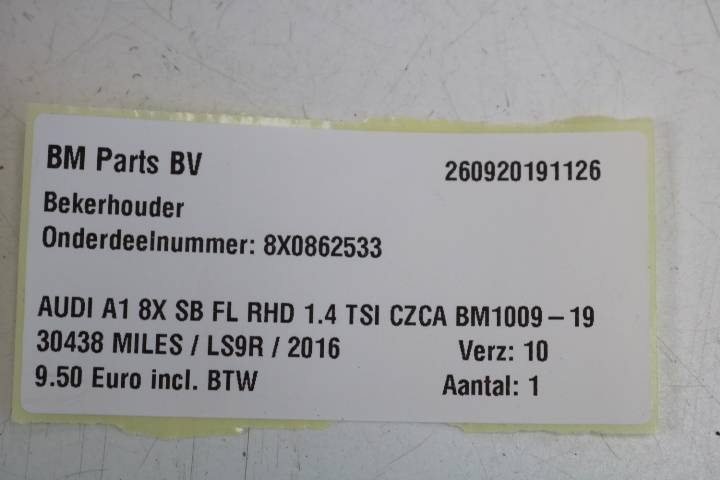 BM Parts BV 260920191126
Bekerhouder
Onderdeelnummer: 8X0862533
AUDI A1 8X SB FL RHD 1.4 TSI CZCA BM1009-19
30438 MILES / LS9R / 2016 Verz: 10
9.50 Euro incl. BTW Aantal: 1